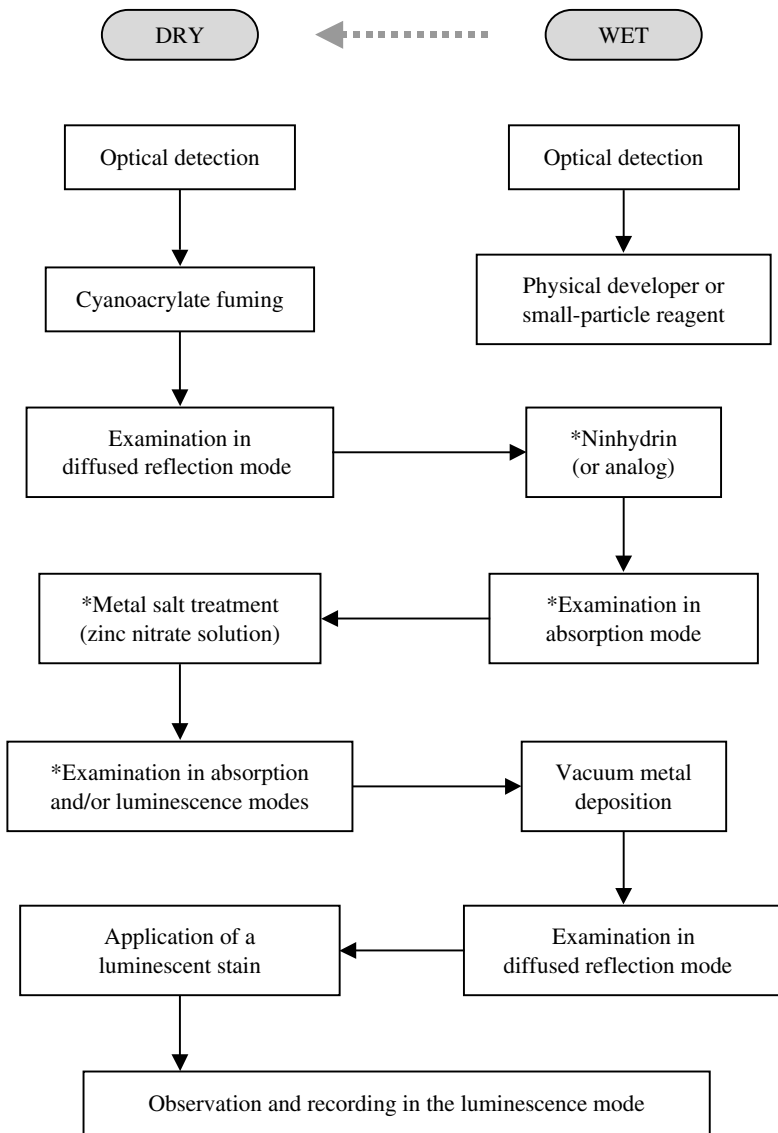 DRY
WET
Optical detection
Optical detection
Cyanoacrylate fuming
Physical developer or
small-particle reagent
Examination in
diffused reflection mode
*Ninhydrin
(or analog)
*Metal salt treatment
(zinc nitrate solution)
*Examination in
absorption mode
*Examination in absorption
and/or luminescence modes
Vacuum metal
deposition
Application of a
luminescent stain
Examination in
diffused reflection mode
Observation and recording in the luminescence mode